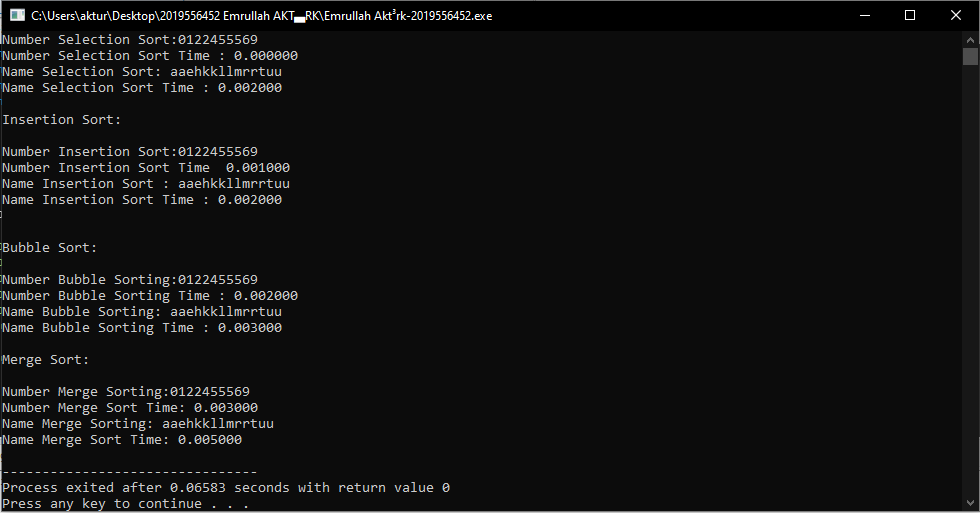 C:\Users\aktur\Desktop\2019556452 Emrullah AKT▄RK\Emrullah Akt³rk-2019556452.exe
Number Selection Sort:0122455569
Number Selection Sort Time : 0.000000
Name Selection Sort: aaehkkllmrrtuu
Name Selection Sort Time : 0.002000
Insertion Sort:
Number Insertion Sort:0122455569
Number Insertion Sort Time  0.001000
Name Insertion Sort : aaehkkllmrrtuu
Name Insertion Sort Time : 0.002000
Bubble Sort:
Number Bubble Sorting:0122455569
Number Bubble Sorting Time : 0.002000
Name Bubble Sorting: aaehkkllmrrtuu
Name Bubble Sorting Time : 0.003000
Merge Sort:
Number Merge Sorting:0122455569
Number Merge Sort Time: 0.003000
Name Merge Sorting: aaehkkllmrrtuu
Name Merge Sort Time: 0.005000
--------------------------------
Process exited after 0.06583 seconds with return value 0
Press any key to continue . . .